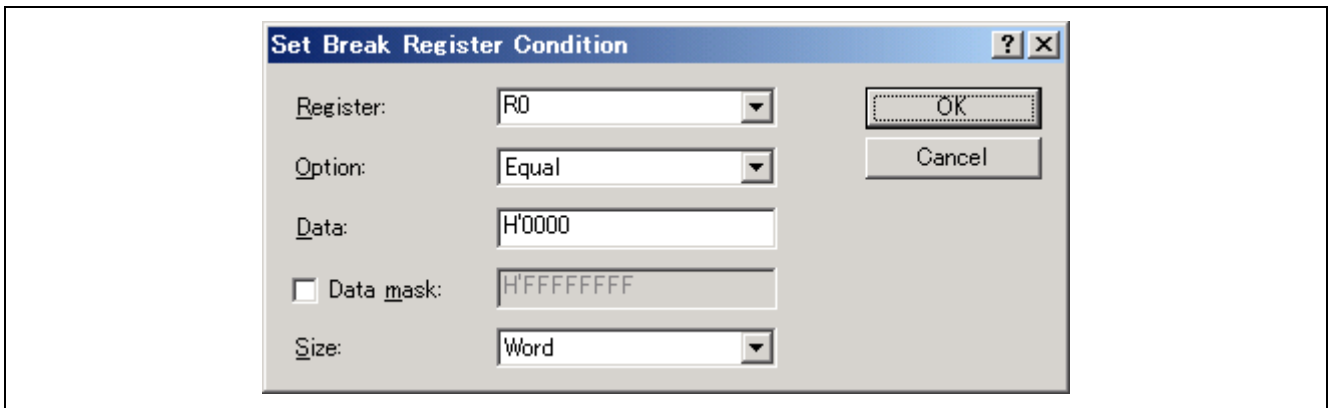 Set Break Register Condition
Register: R0 OK
Option: Equal Cancel
Data: H'0000
Data mask: H'FFFFFFFF
Size: Word